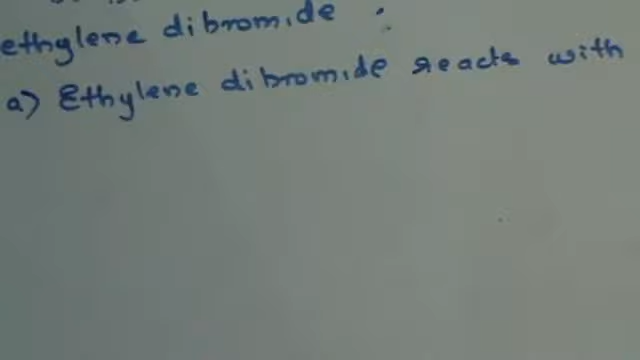 ethylene dibromide :
a) Ethylene dibromide reacts with